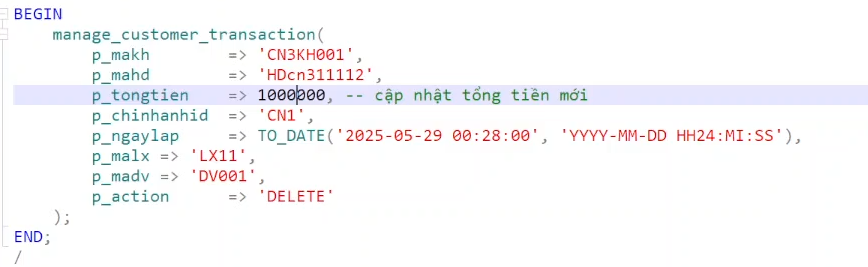 BEGIN
    manage_customer_transaction(
        p_makh         => 'CN3KH001',
        p_mahd         => 'HDcn311112',
        p_tongtien     => 1000000, -- cập nhật tổng tiền mới
        p_chinhanhid   => 'CN1',
        p_ngaylap      => TO_DATE('2025-05-29 00:28:00', 'YYYY-MM-DD HH24:MI:SS'),
        p_malx => 'LX11',
        p_madv => 'DV001',
        p_action       => 'DELETE'
    );
END;
/